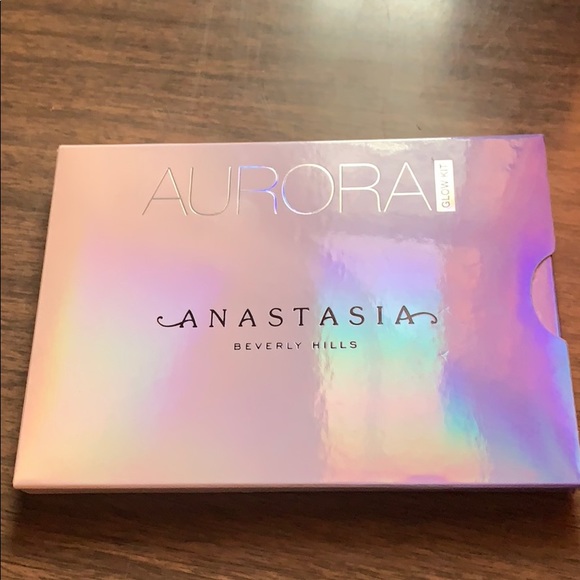 AURORA
GLOW KIT
ANASTASIA
BEVERLY HILLS